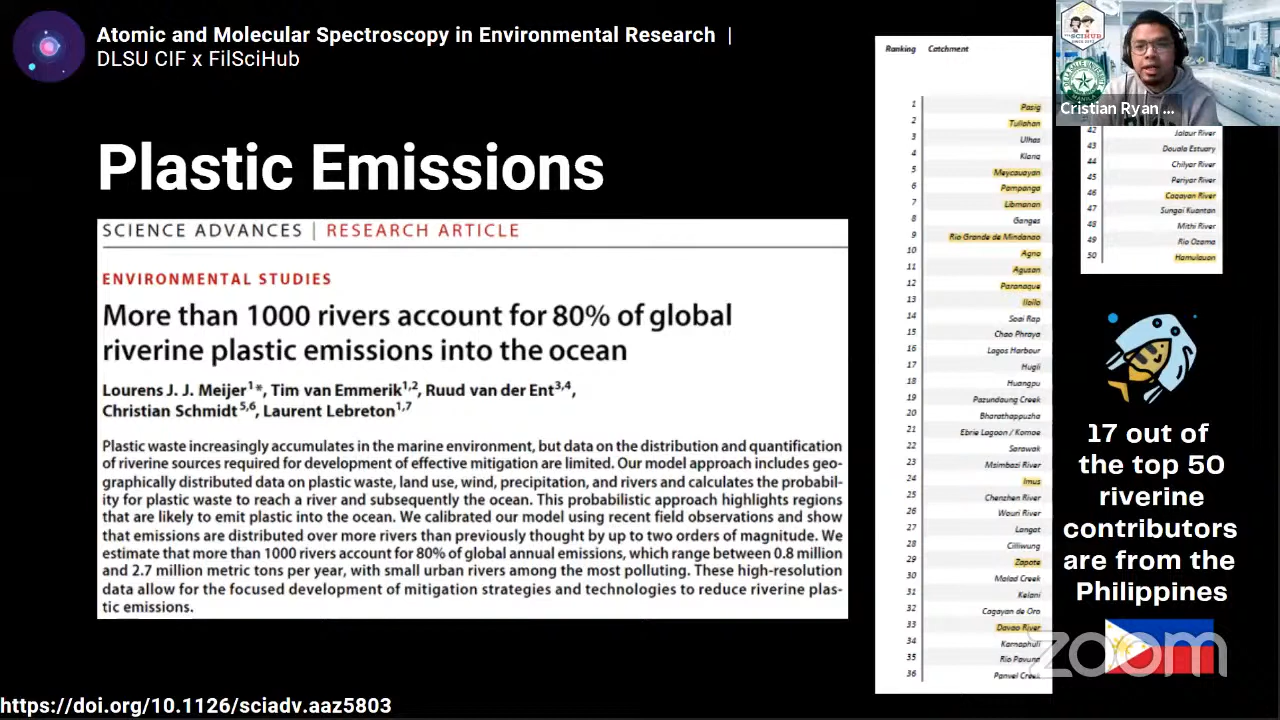 Atomic and Molecular Spectroscopy in Environmental Research |
DLSU CIF x FilSciHub
Plastic Emissions
SCIENCE ADVANCES | RESEARCH ARTICLE
ENVIRONMENTAL STUDIES
More than 1000 rivers account for 80% of global
riverine plastic emissions into the ocean
Lourens J. J. Meijer1*, Tim van Emmerik1,2, Ruud van der Ent3,4,
Christian Schmidt5,6, Laurent Lebreton1,7
Plastic waste increasingly accumulates in the marine environment, but data on the distribution and quantification
of riverine sources required for development of effective mitigation are limited. Our model approach includes geo-
graphically distributed data on plastic waste, land use, wind, precipitation, and rivers and calculates the probabil-
ity for plastic waste to reach a river and subsequently the ocean. This probabilistic approach highlights regions
that are likely to emit plastic into the ocean. We calibrated our model using recent field observations and show
that emissions are distributed over more rivers than previously thought by up to two orders of magnitude. We
estimate that more than 1000 rivers account for 80% of global annual emissions, which range between 0.8 million
and 2.7 million metric tons per year, with small urban rivers among the most polluting. These high-resolution
data allow for the focused development of mitigation strategies and technologies to reduce riverine plas-
tic emissions.
https://doi.org/10.1126/sciadv.aaz5803
Ranking Catchment
1 Pasig
2 Tullahan
3 Ulhas
4 Klang
5 Meycauayan
6 Pampanga
7 Libmanan
8 Ganges
9 Rio Grande de Mindanao
10 Agno
11 Agusan
12 Paranaque
13 Iloilo
14 Soai Rap
15 Chao Phraya
16 Lagos Harbour
17 Hugli
18 Huangpu
19 Pazundaung Creek
20 Bharathappuzha
21 Ebrie Lagoon / Komoe
22 Sarawak
23 Msimbazi River
24 Imus
25 Chenzhen River
26 Wouri River
27 Langat
28 Cilliwung
29 Zapote
30 Malad Creek
31 Kelani
32 Cagayan de Oro
33 Davao River
34 Karnaphuli
35 Rio Pavuna
36 Panvel Creek
42 Jalaur River
43 Douala Estuary
44 Chilyar River
45 Periyar River
46 Cagayan River
47 Sungai Kuantan
48 Mithi River
49 Rio Ozama
50 Hamulauon
Cristian Ryan ...
17 out of
the top 50
riverine
contributors
are from the
Philippines
zoom